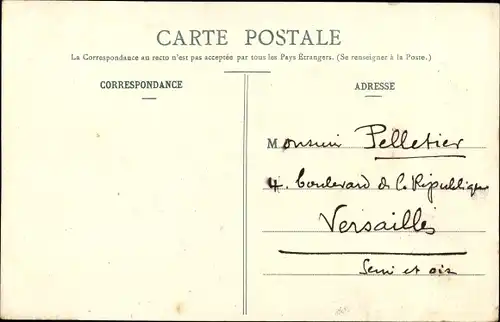 CARTE POSTALE
La Correspondance au recto n'est pas acceptée par tous les Pays Étrangers. (Se renseigner à la Poste.)
CORRESPONDANCE
ADRESSE
Monsieur Pelletier
4. boulevard de la République
Versailles
Seine et oise